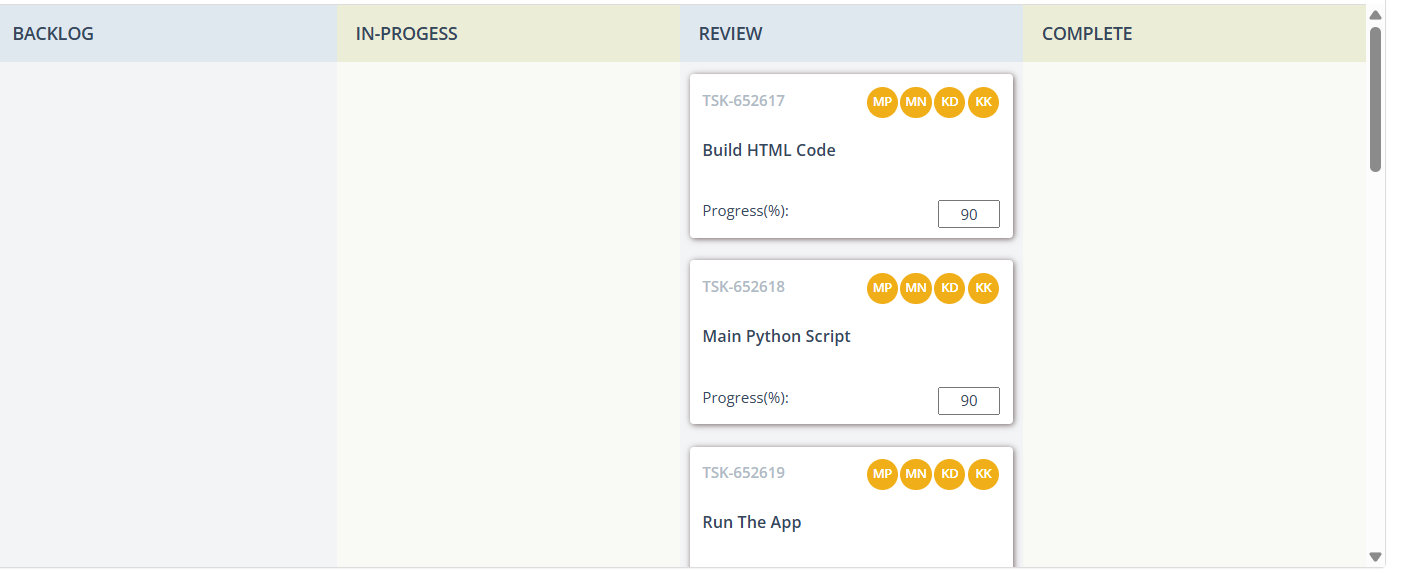 BACKLOG IN-PROGESS REVIEW COMPLETE
TSK-652617 MP MN KD KK
Build HTML Code
Progress(%): 90
TSK-652618 MP MN KD KK
Main Python Script
Progress(%): 90
TSK-652619 MP MN KD KK
Run The App